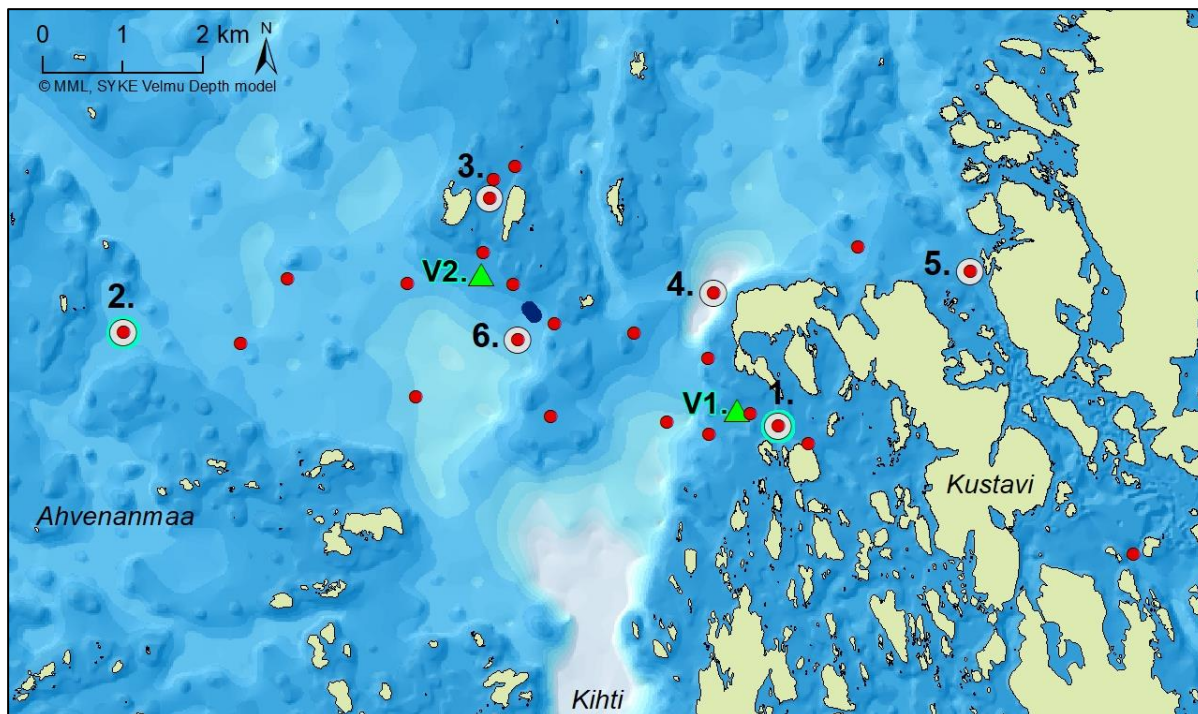 0 1 2 km
N
© MML, SYKE Velmu Depth model
3.
V2.
4.
5.
2.
6.
V1.
1.
Kustavi
Ahvenanmaa
Kihti